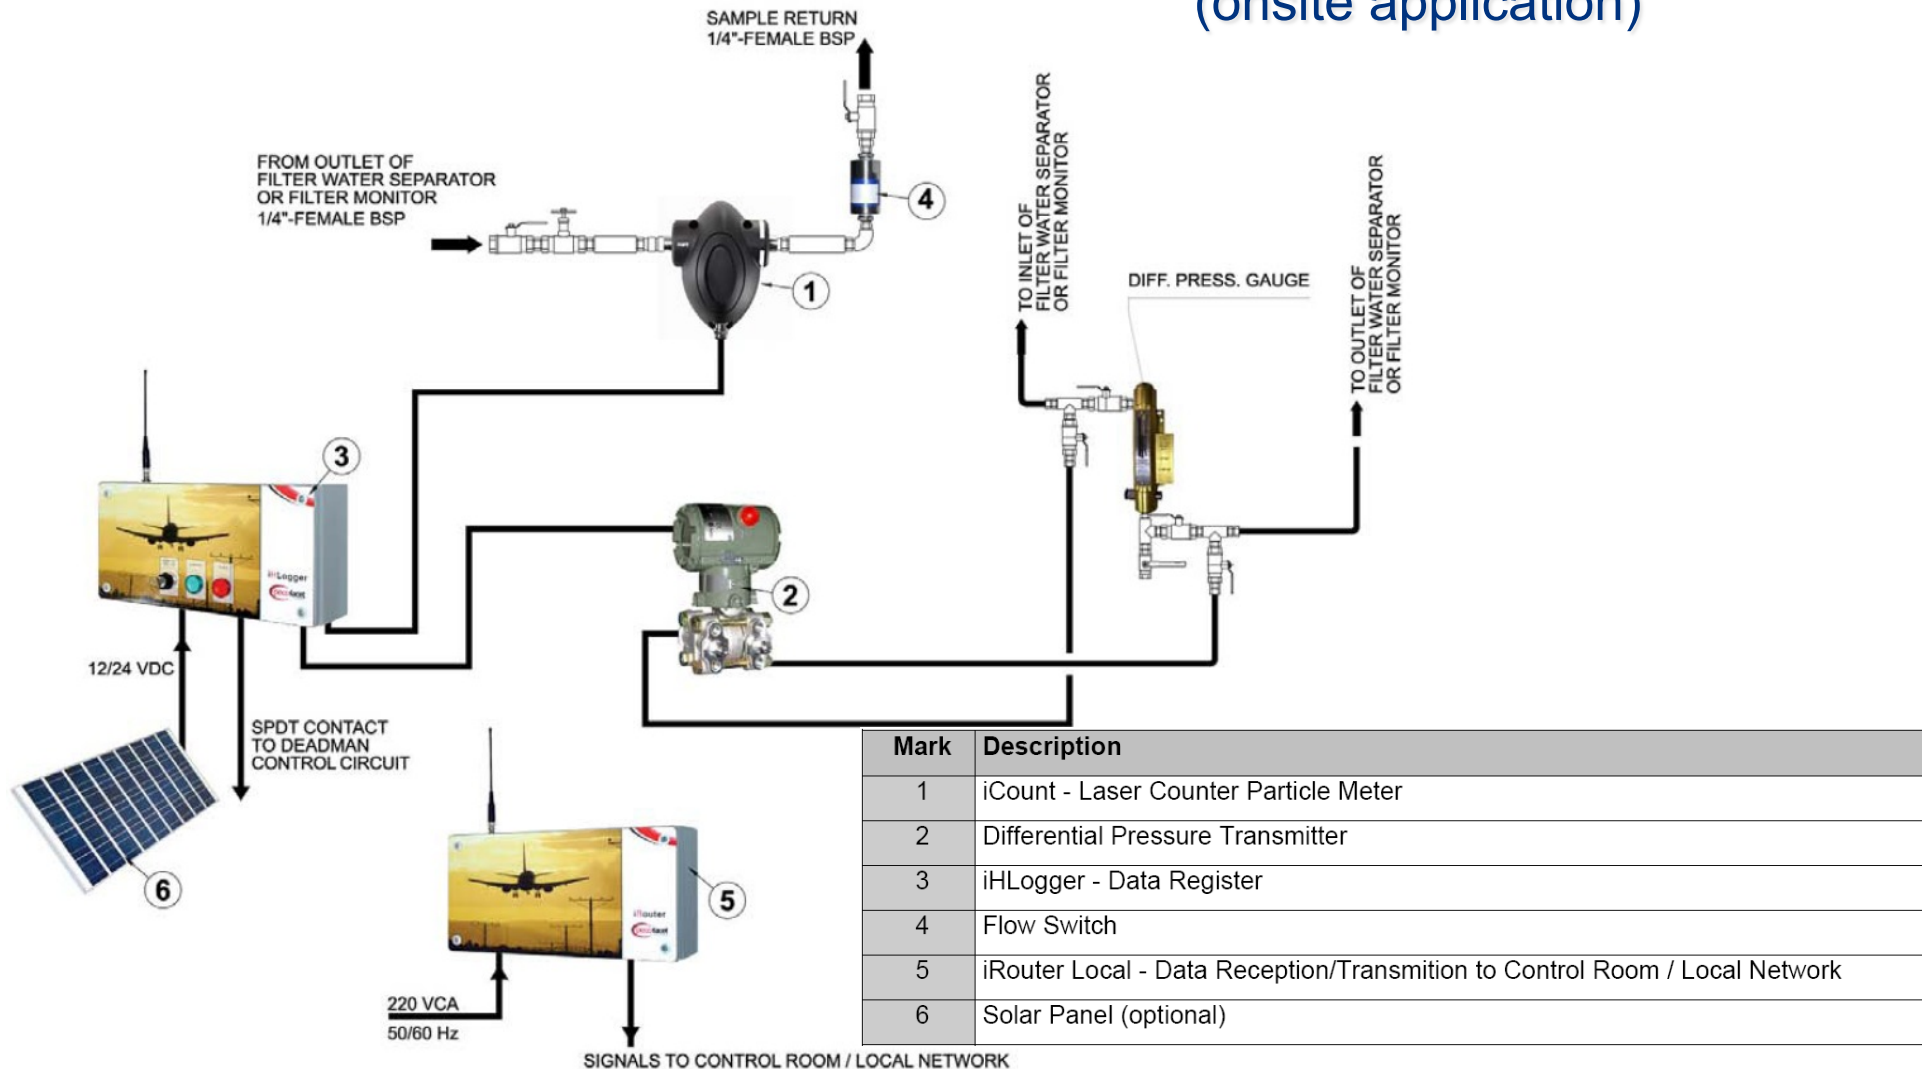 (onsite application)
SAMPLE RETURN
1/4"-FEMALE BSP
FROM OUTLET OF
FILTER WATER SEPARATOR
OR FILTER MONITOR
1/4"-FEMALE BSP
4
1
TO INLET OF
FILTER WATER SEPARATOR
OR FILTER MONITOR
DIFF. PRESS. GAUGE
TO OUTLET OF
FILTER WATER SEPARATOR
OR FILTER MONITOR
3
iHLogger
2
12/24 VDC
SPDT CONTACT
TO DEADMAN
CONTROL CIRCUIT
6
5
iRouter
220 VCA
50/60 Hz
SIGNALS TO CONTROL ROOM / LOCAL NETWORK
Mark Description
1 iCount - Laser Counter Particle Meter
2 Differential Pressure Transmitter
3 iHLogger - Data Register
4 Flow Switch
5 iRouter Local - Data Reception/Transmition to Control Room / Local Network
6 Solar Panel (optional)